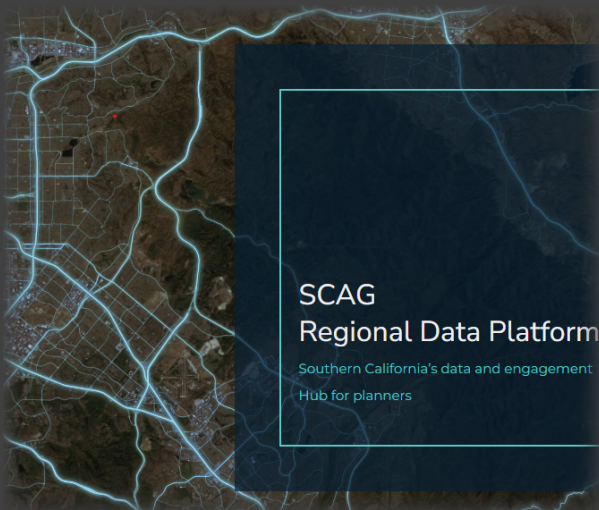 SCAG
Regional Data Platform
Southern California's data and engagement
Hub for planners